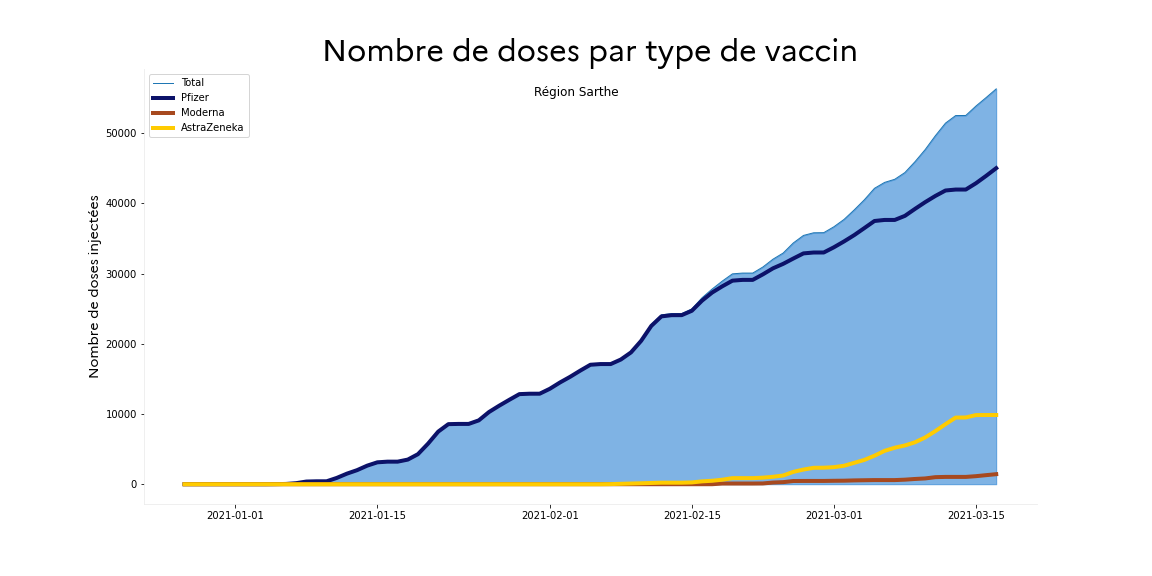 Nombre de doses par type de vaccin
Région Sarthe
Total
Pfizer
Moderna
AstraZeneka
Nombre de doses injectées
50000
40000
30000
20000
10000
0
2021-01-01
2021-01-15
2021-02-01
2021-02-15
2021-03-01
2021-03-15